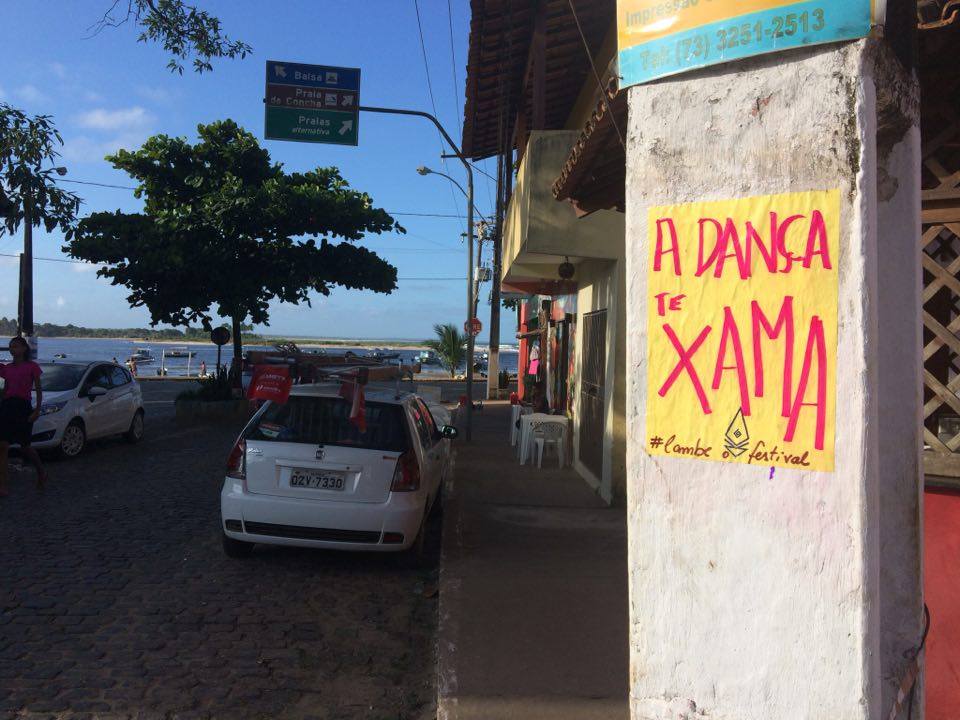 Impressão
Tel: (73) 3251-2513
Balsa
Praia
da Concha
Praias
alternativa
A DANÇA
TE
XAMA
#lambe o festival
OZV-7330